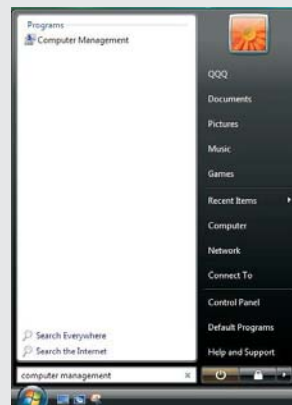 Programs
Computer Management
Search Everywhere
Search the Internet
computer management
QQQ
Documents
Pictures
Music
Games
Recent Items
Computer
Network
Connect To
Control Panel
Default Programs
Help and Support